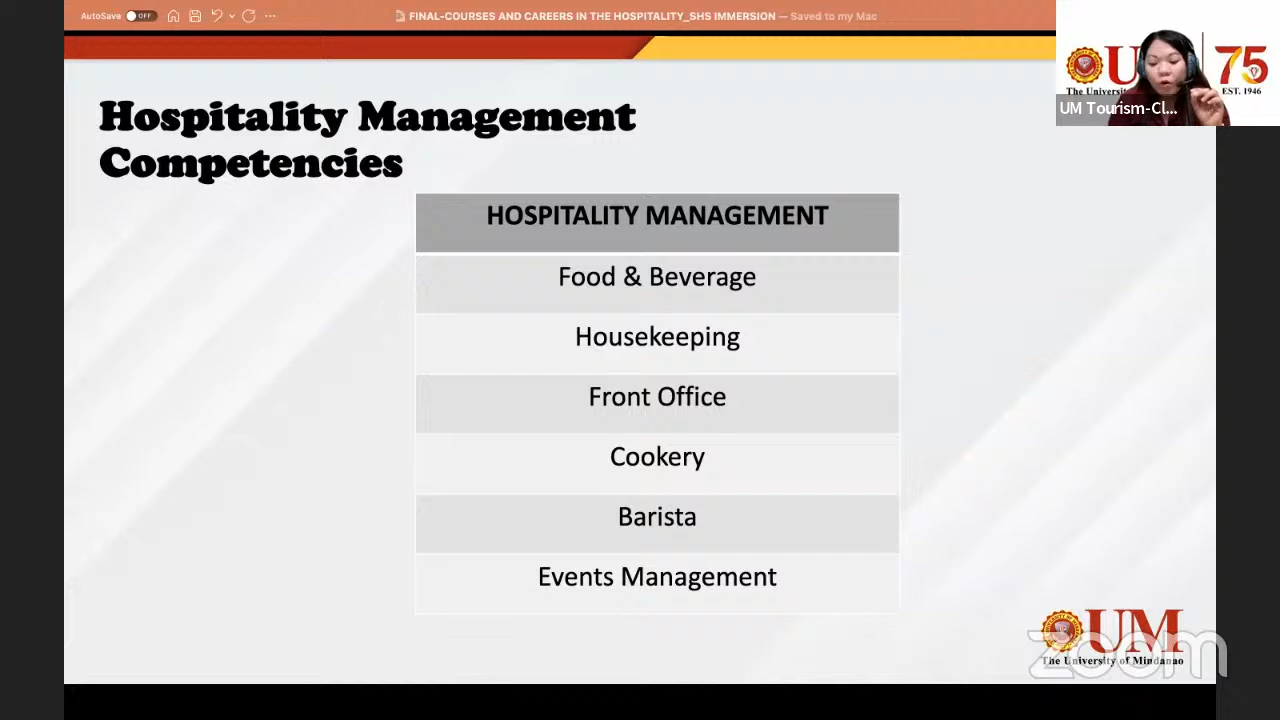 AutoSave OFF
FINAL-COURSES AND CAREERS IN THE HOSPITALITY_SHS IMMERSION — Saved to my Mac
U 75
The Universi EST. 1946
UM Tourism-Cl...
Hospitality Management
Competencies
HOSPITALITY MANAGEMENT
Food & Beverage
Housekeeping
Front Office
Cookery
Barista
Events Management
UM
The University of Mindanao
zoom